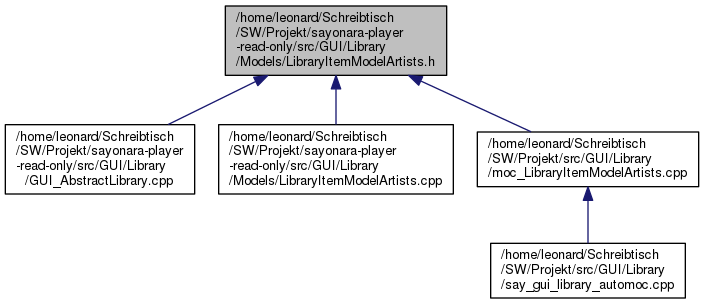 /home/leonard/Schreibtisch
/SW/Projekt/sayonara-player
-read-only/src/GUI/Library
/Models/LibraryItemModelArtists.h
/home/leonard/Schreibtisch
/SW/Projekt/sayonara-player
-read-only/src/GUI/Library
/GUI_AbstractLibrary.cpp
/home/leonard/Schreibtisch
/SW/Projekt/sayonara-player
-read-only/src/GUI/Library
/Models/LibraryItemModelArtists.cpp
/home/leonard/Schreibtisch
/SW/Projekt/src/GUI/Library
/moc_LibraryItemModelArtists.cpp
/home/leonard/Schreibtisch
/SW/Projekt/src/GUI/Library
/say_gui_library_automoc.cpp